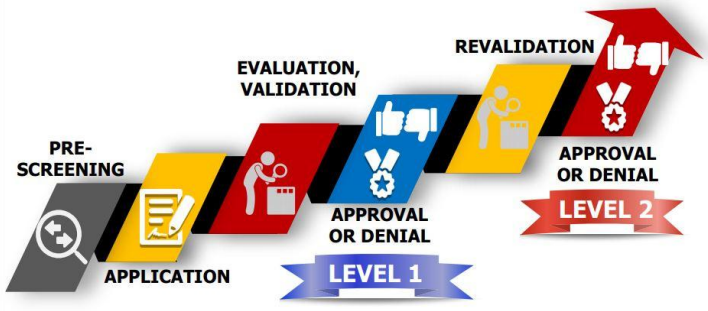 PRE-
SCREENING
APPLICATION
EVALUATION,
VALIDATION
APPROVAL
OR DENIAL
LEVEL 1
REVALIDATION
APPROVAL
OR DENIAL
LEVEL 2